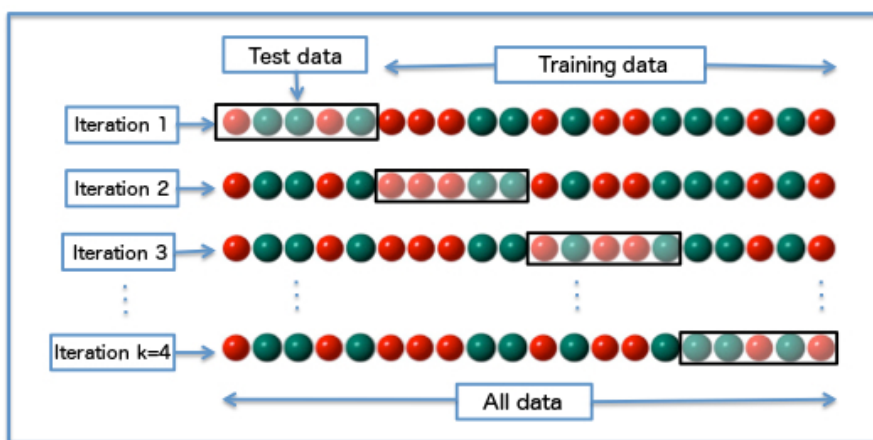 Test data
Training data
Iteration 1
Iteration 2
Iteration 3
Iteration k=4
All data